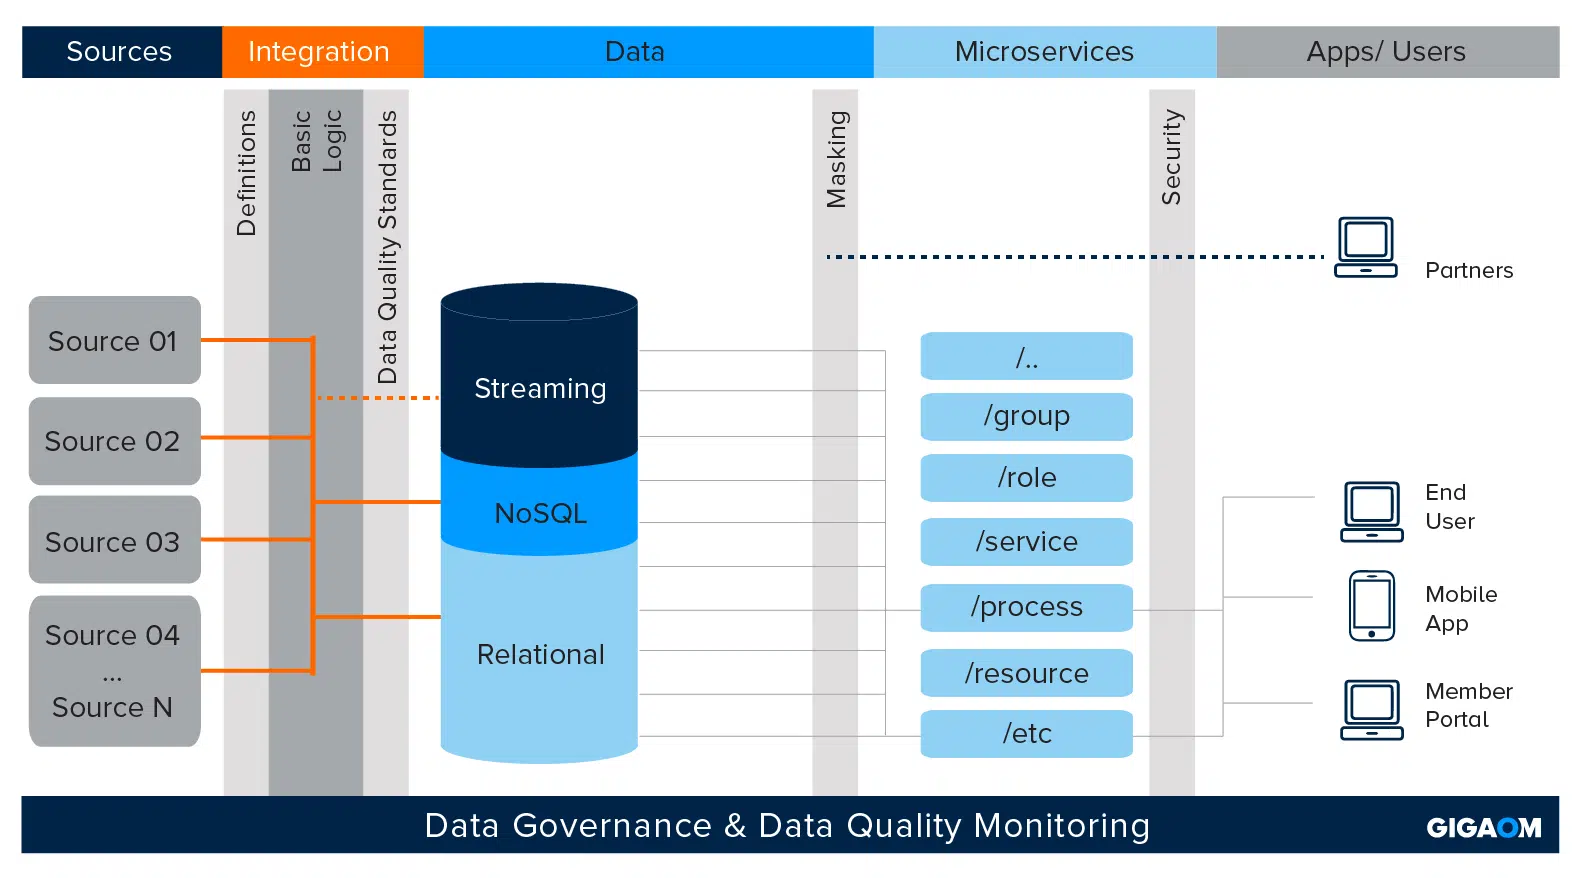 Sources
Integration
Data
Microservices
Apps/ Users
Definitions
Basic
Logic
Data Quality Standards
Masking
Security
Partners
Source 01
Source 02
Source 03
Source 04
...
Source N
Streaming
NoSQL
Relational
/..
/group
/role
/service
/process
/resource
/etc
End
User
Mobile
App
Member
Portal
Data Governance & Data Quality Monitoring
GIGAOM